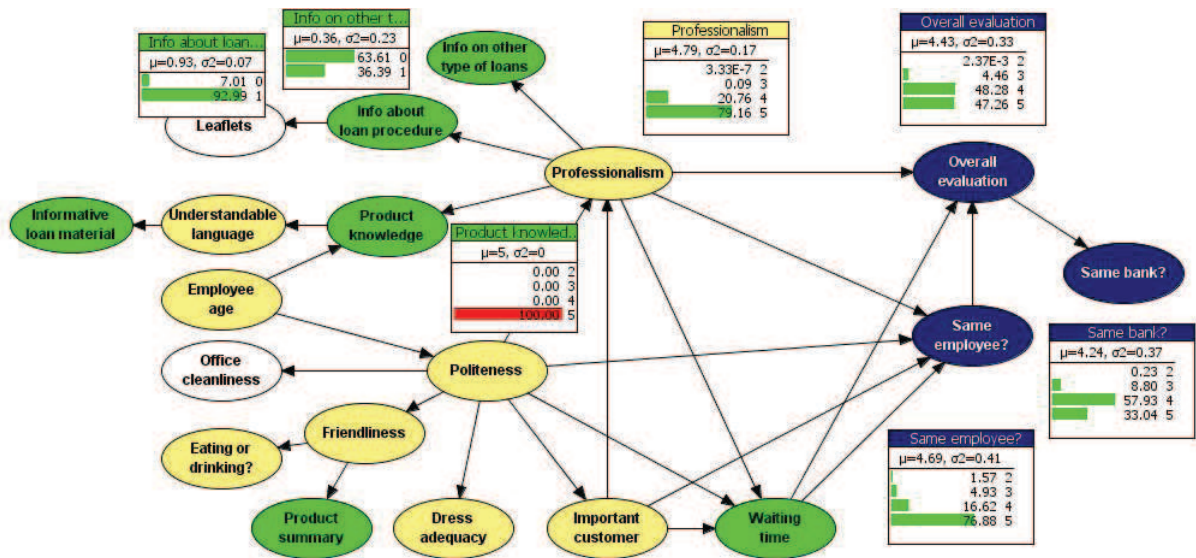 Info about loan...
μ=0.93, σ2=0.07
7.01 0
92.99 1
Info on other t...
μ=0.36, σ2=0.23
63.61 0
36.39 1
Info on other
type of loans
Professionalism
μ=4.79, σ2=0.17
3.33E-7 2
0.09 3
20.76 4
79.16 5
Overall evaluation
μ=4.43, σ2=0.33
2.37E-3 2
4.46 3
48.28 4
47.26 5
Leaflets
Info about
loan procedure
Professionalism
Overall
evaluation
Informative
loan material
Understandable
language
Product
knowledge
Product knowled...
μ=5, σ2=0
0.00 2
0.00 3
0.00 4
100.00 5
Same bank?
Employee
age
Same
employee?
Same bank?
μ=4.24, σ2=0.37
0.23 2
8.80 3
57.93 4
33.04 5
Office
cleanliness
Politeness
Friendliness
Eating or
drinking?
Same employee?
μ=4.69, σ2=0.41
1.57 2
4.93 3
16.62 4
76.88 5
Product
summary
Dress
adequacy
Important
customer
Waiting
time